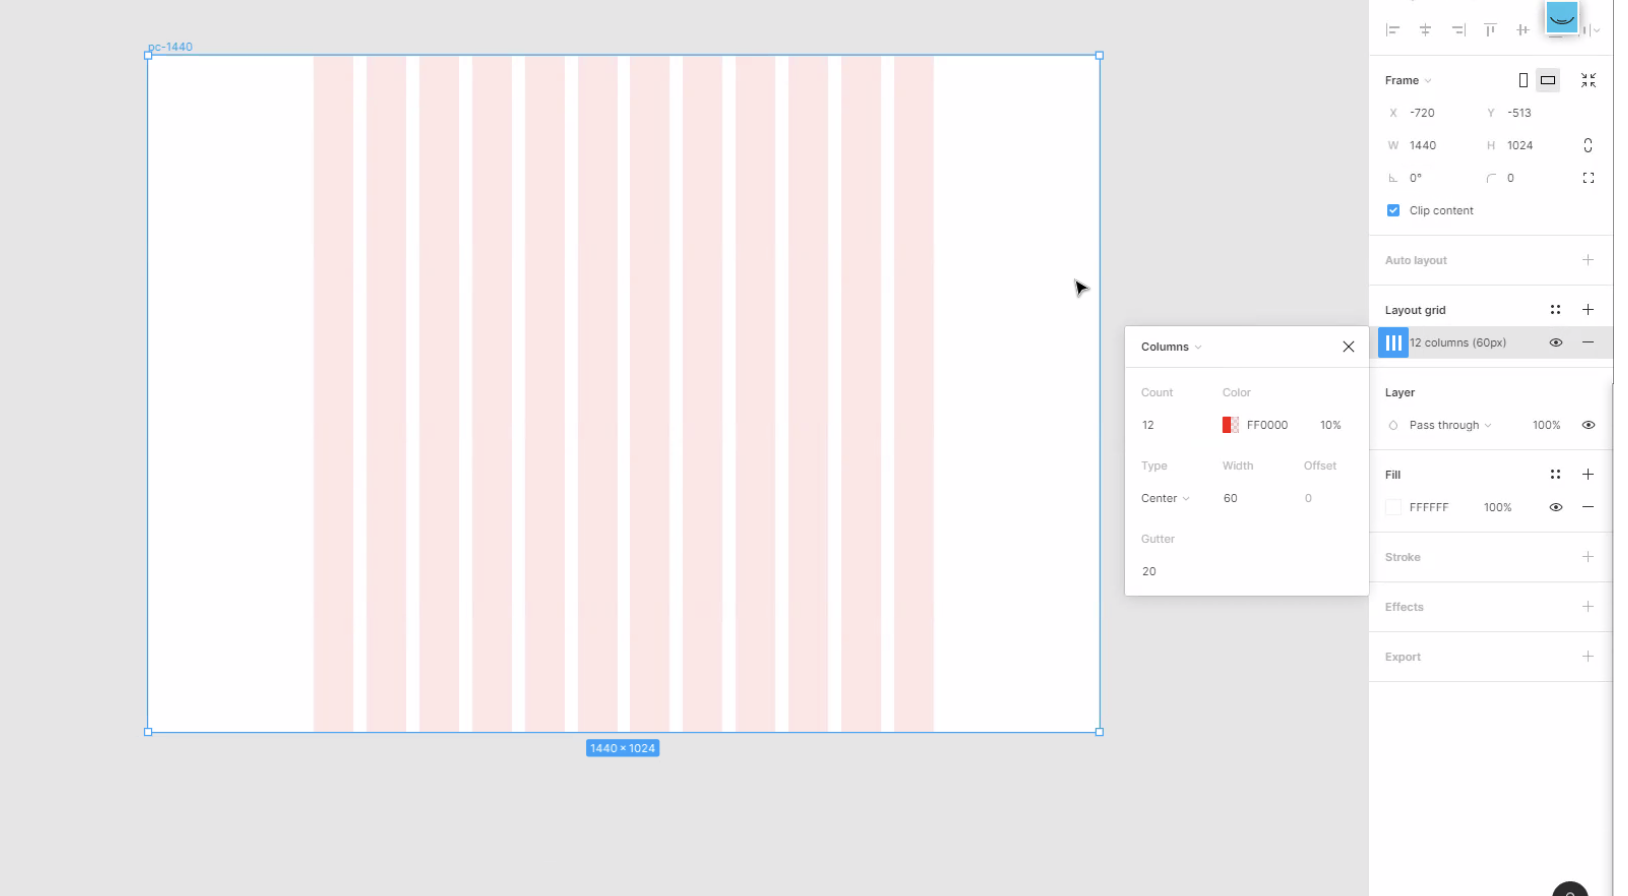 pc-1440
Frame
X -720 Y -513
W 1440 H 1024
0° 0
Clip content
Auto layout
Layout grid
12 columns (60px)
Columns
Count Color
12 FF0000 10%
Type Width Offset
Center 60 0
Gutter
20
Layer
Pass through 100%
Fill
FFFFFF 100%
Stroke
Effects
Export
1440 × 1024